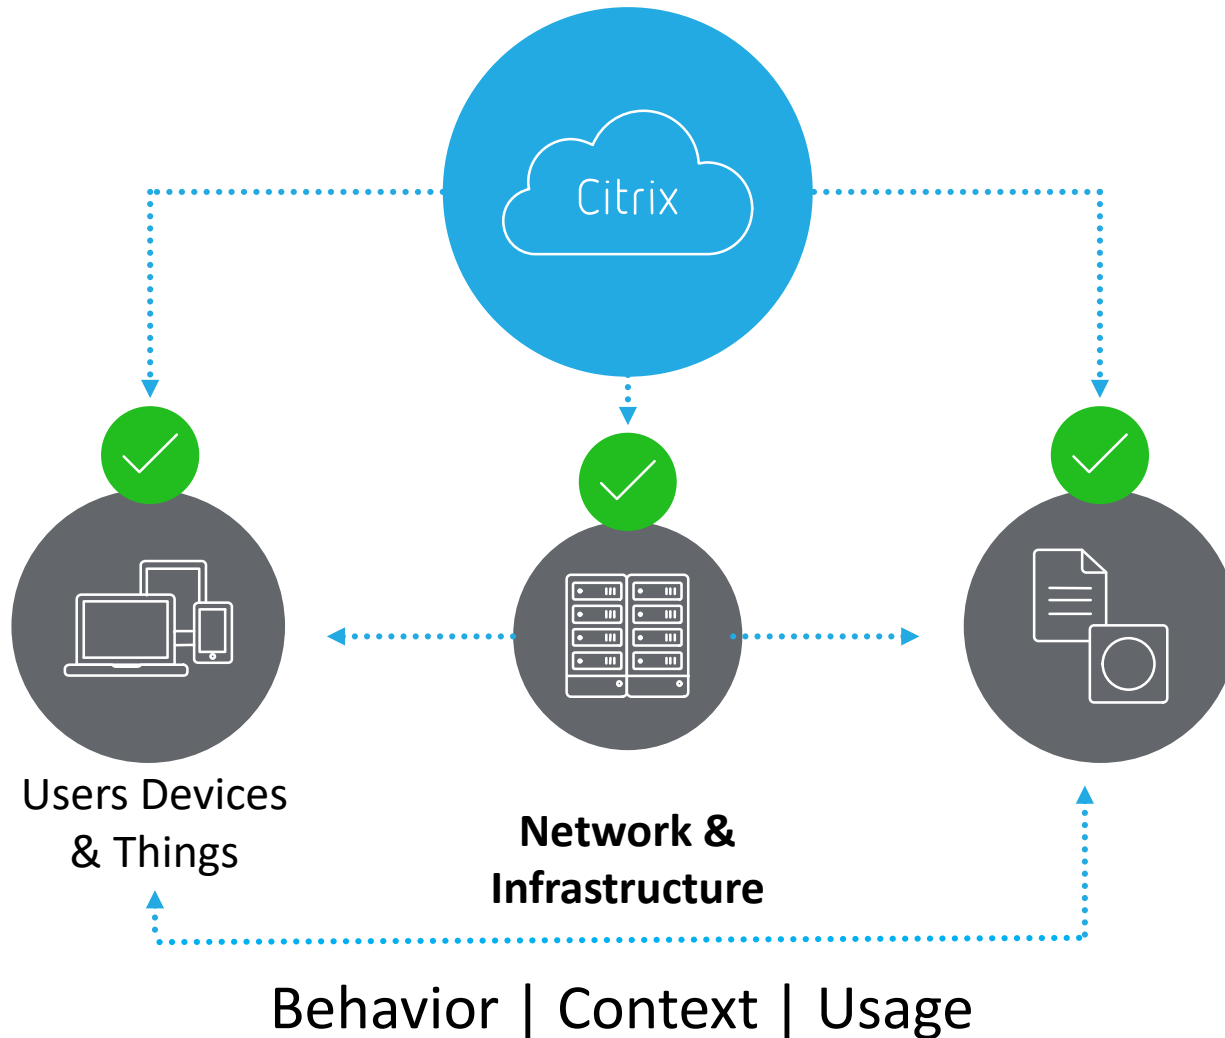 Citrix
Users Devices
& Things
Network &
Infrastructure
Behavior | Context | Usage